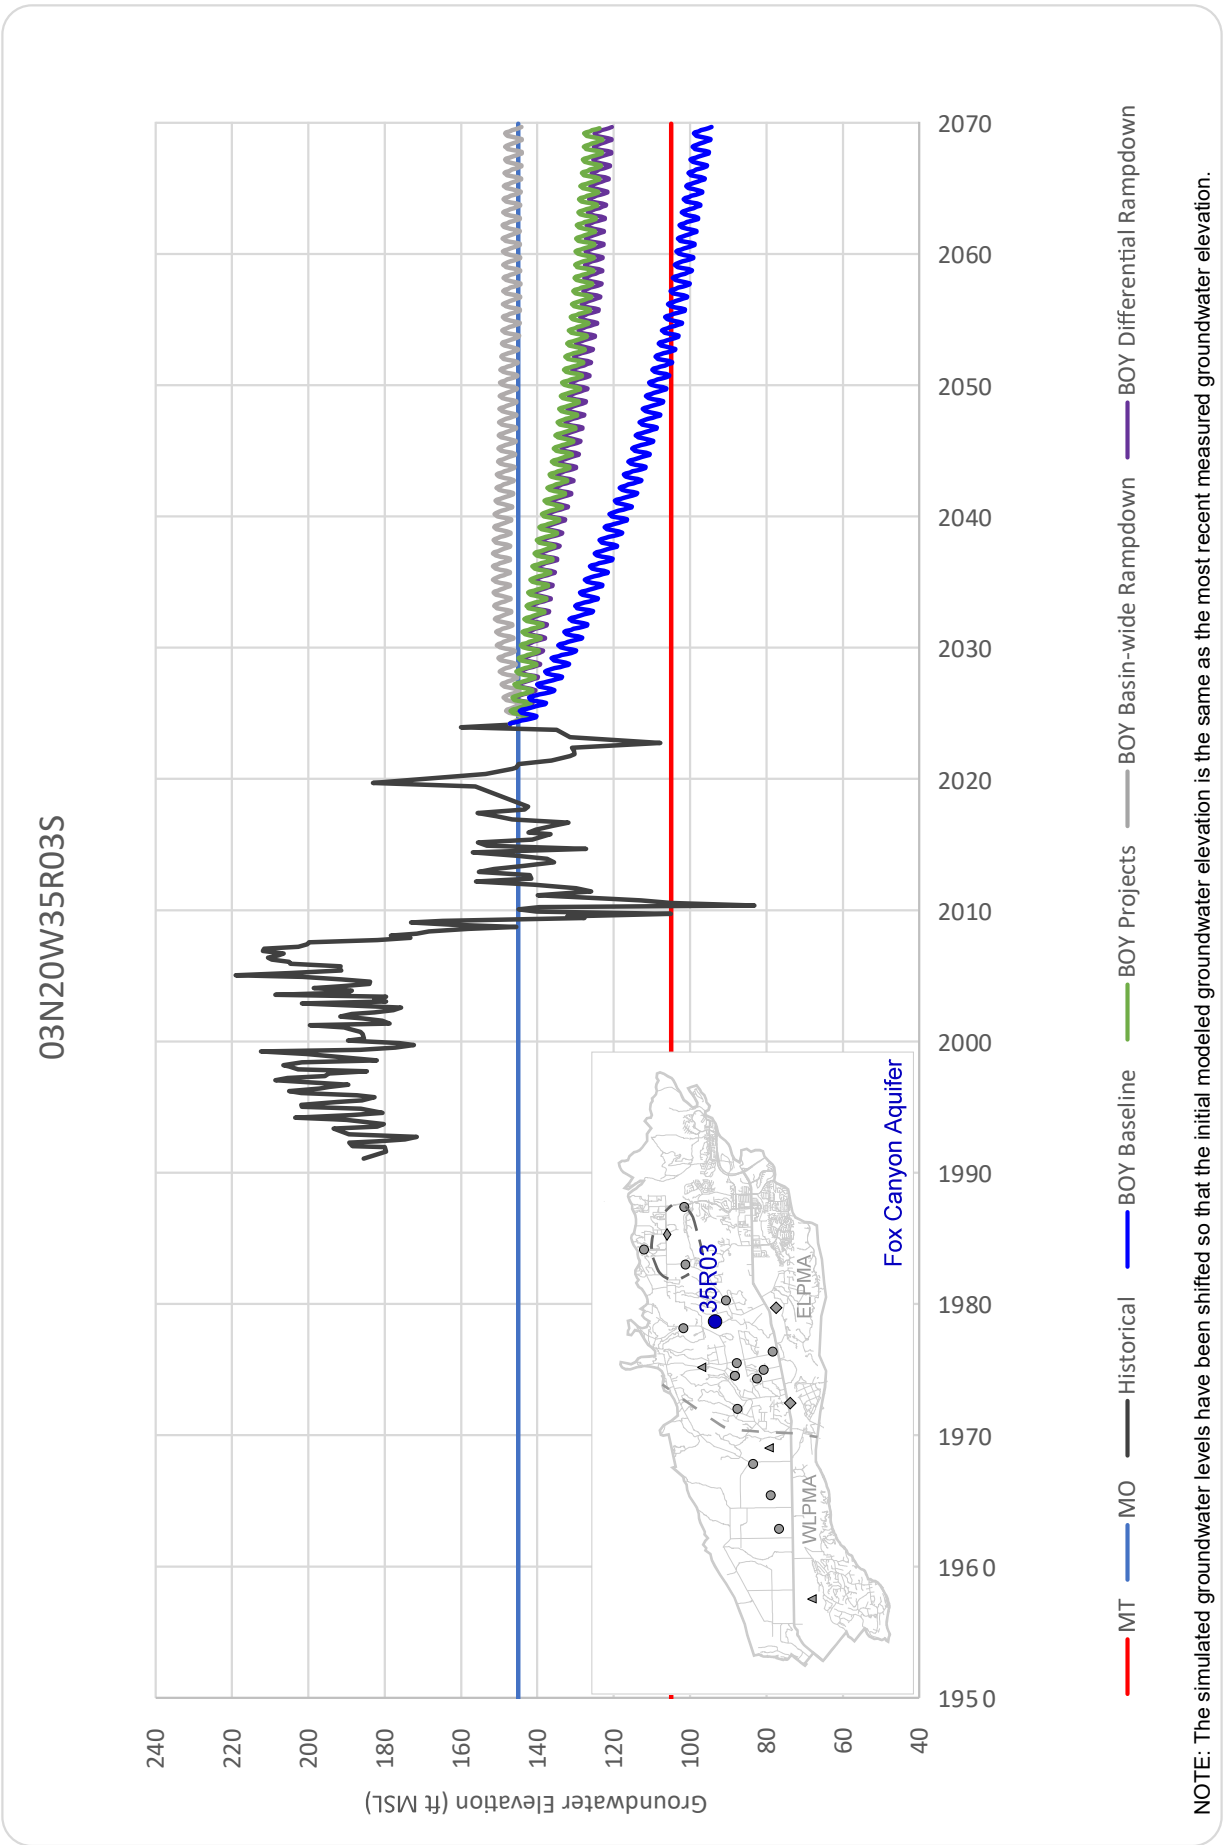 03N20W35R03S
Groundwater Elevation (ft MSL)
240
220
200
180
160
140
120
100
80
60
40
1950
1960
1970
1980
1990
2000
2010
2020
2030
2040
2050
2060
2070
35R03
WLPMA
ELPMA
Fox Canyon Aquifer
MT
MO
Historical
BOY Baseline
BOY Projects
BOY Basin-wide Rampdown
BOY Differential Rampdown
NOTE: The simulated groundwater levels have been shifted so that the initial modeled groundwater elevation is the same as the most recent measured groundwater elevation.